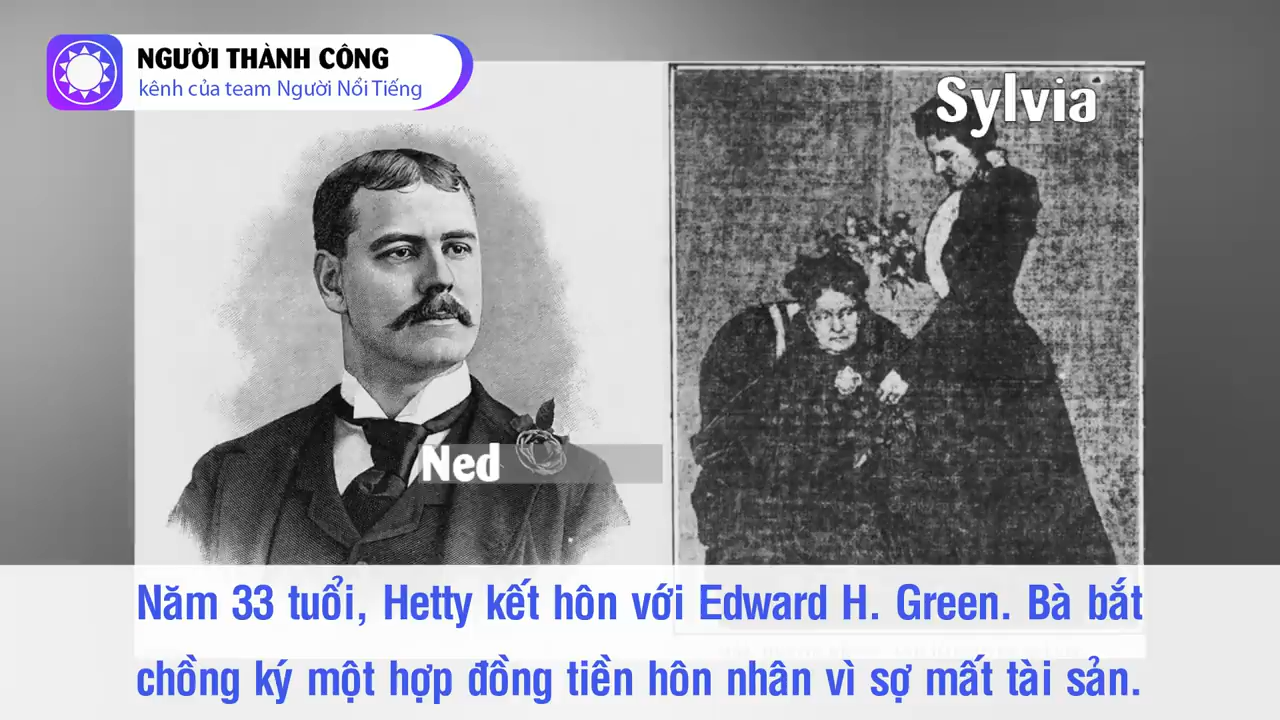 NGƯỜI THÀNH CÔNG
kênh của team Người Nổi Tiếng
Sylvia
Ned
Năm 33 tuổi, Hetty kết hôn với Edward H. Green. Bà bắt
chồng ký một hợp đồng tiền hôn nhân vì sợ mất tài sản.